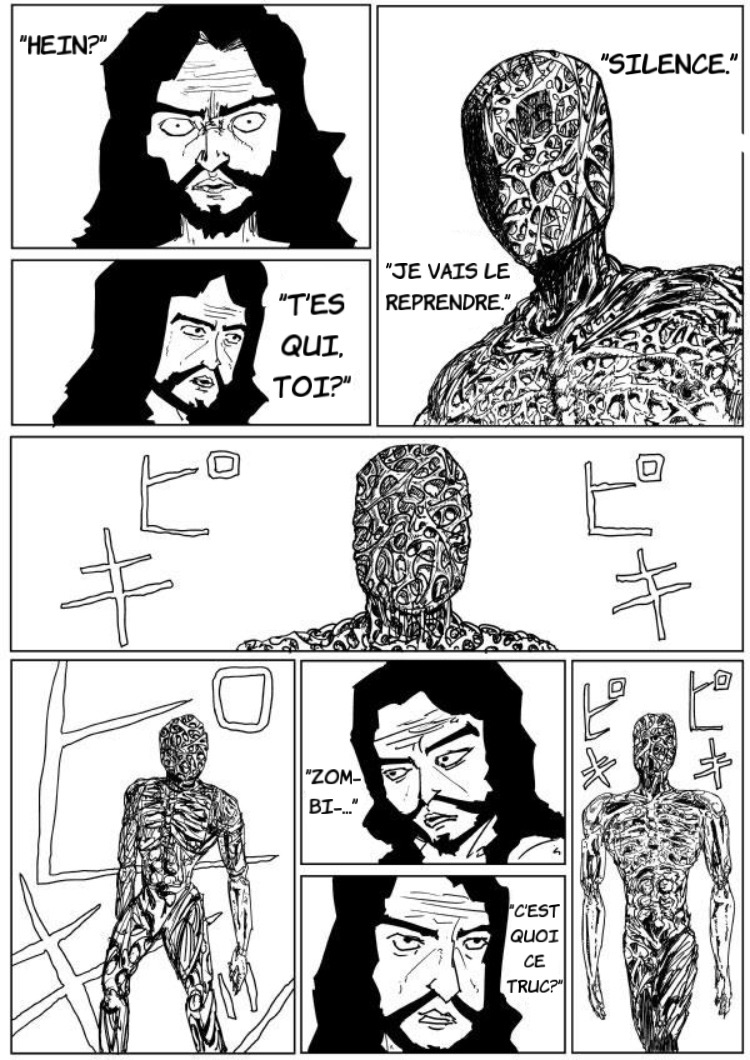 "HEIN?"
"T'ES
QUI,
TOI?"
"SILENCE."
"JE VAIS LE
REPRENDRE."
ピキ
ピキ
ピキ
"ZOM-
BI-..."
"C'EST
QUOI
CE
TRUC?"
ピキ
ピキ